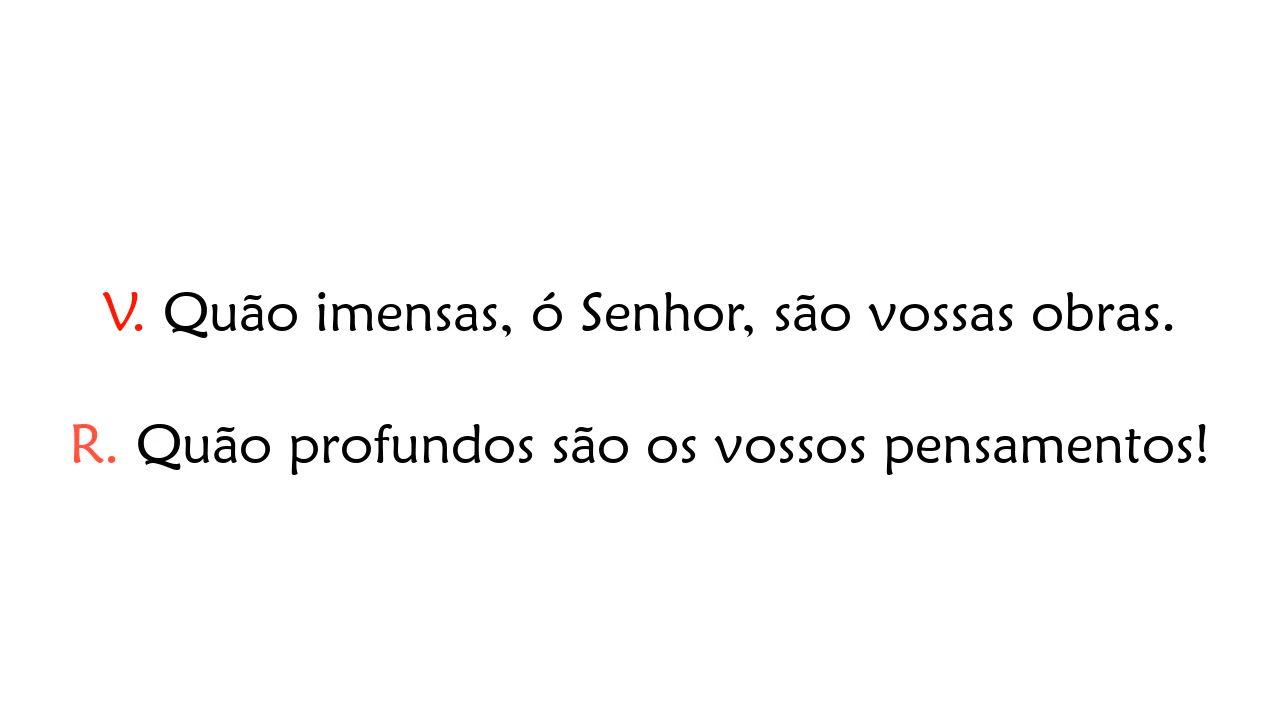 V. Quão imensas, ó Senhor, são vossas obras.
R. Quão profundos são os vossos pensamentos!